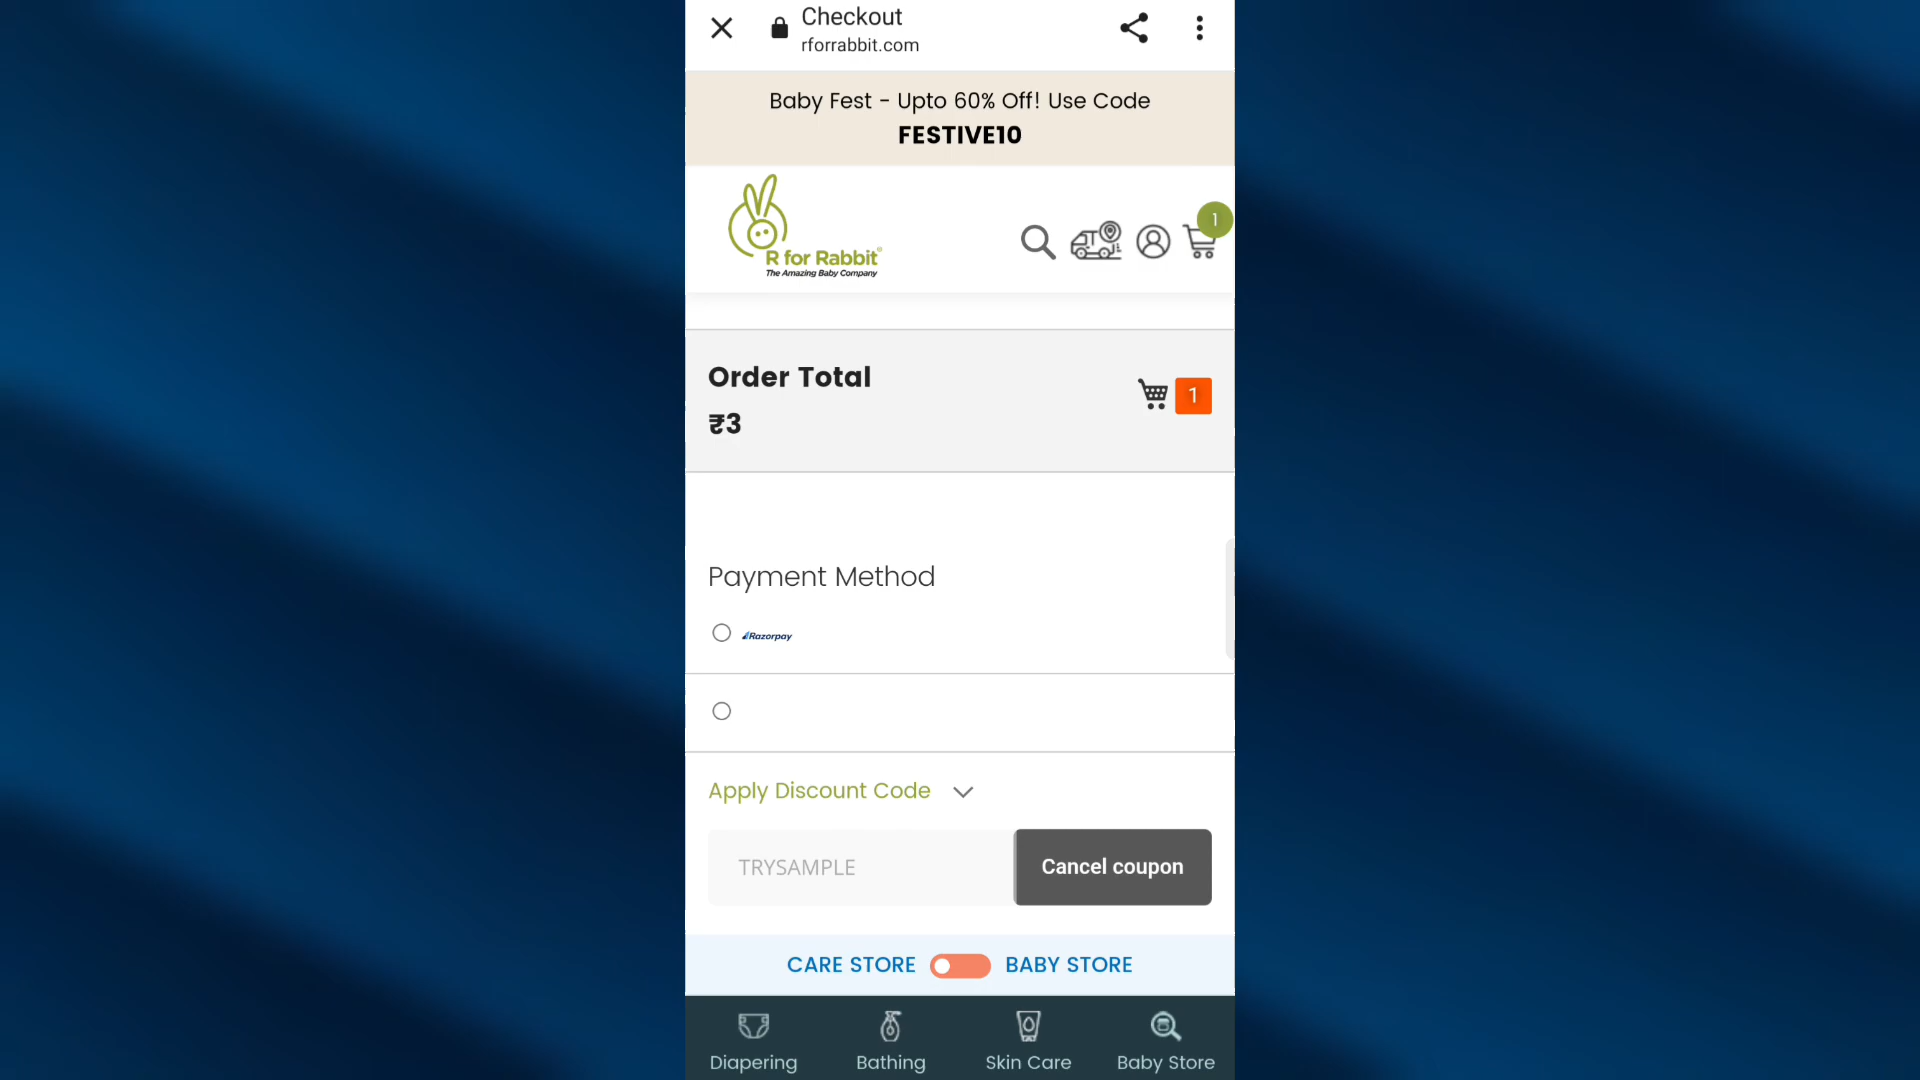 Checkout
rforrabbit.com
Baby Fest - Upto 60% Off! Use Code
FESTIVE10
R for Rabbit®
The Amazing Baby Company
1
Order Total
₹3
1
Payment Method
Razorpay
Apply Discount Code
TRYSAMPLE
Cancel coupon
CARE STORE BABY STORE
Diapering Bathing Skin Care Baby Store